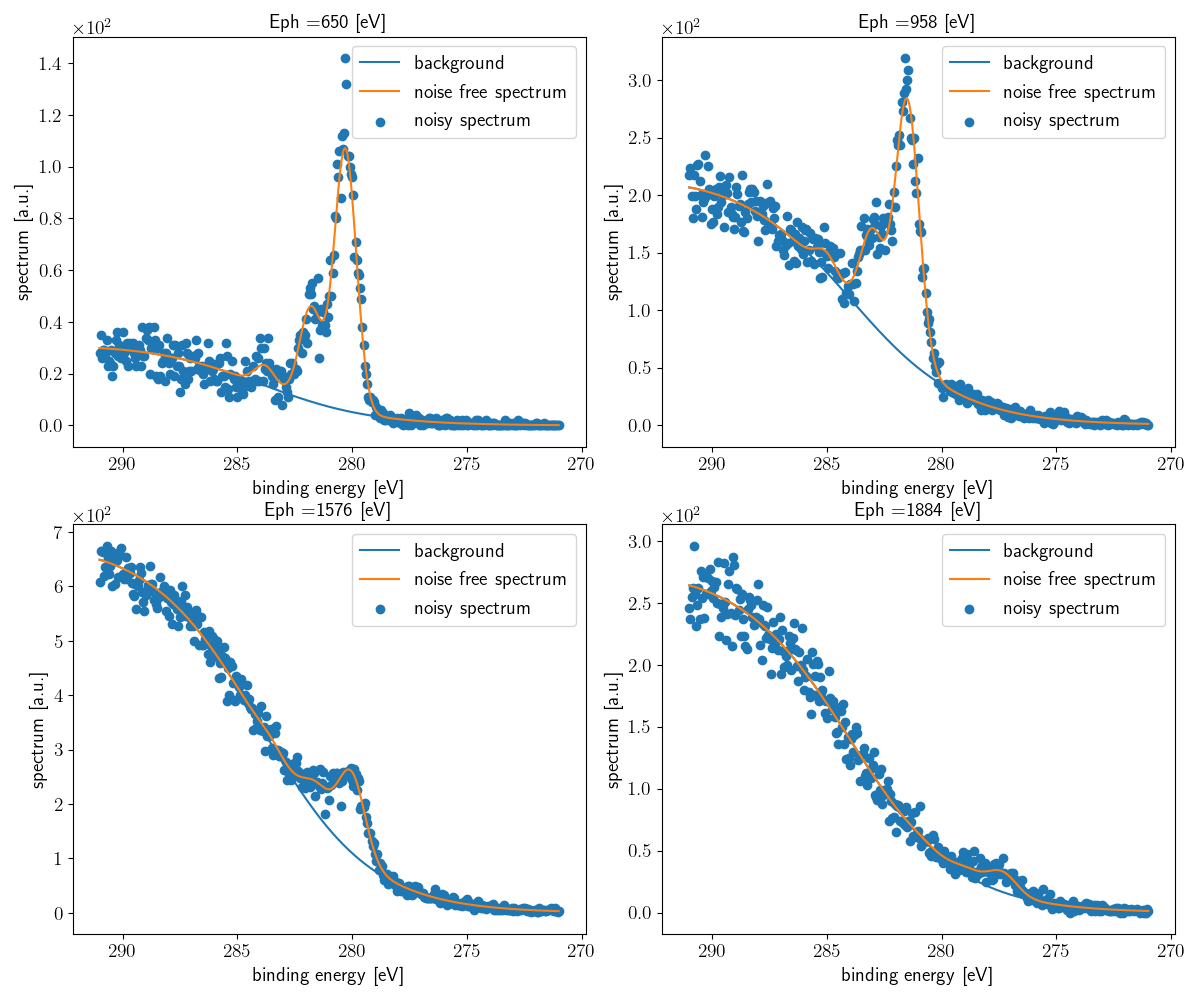 Eph =650 [eV]
×10²
background
noise free spectrum
noisy spectrum
1.4
1.2
1.0
0.8
0.6
0.4
0.2
0.0
spectrum [a.u.]
290 285 280 275 270
binding energy [eV]
Eph =958 [eV]
×10²
background
noise free spectrum
noisy spectrum
3.0
2.5
2.0
1.5
1.0
0.5
0.0
spectrum [a.u.]
290 285 280 275 270
binding energy [eV]
Eph =1576 [eV]
×10²
background
noise free spectrum
noisy spectrum
7
6
5
4
3
2
1
0
spectrum [a.u.]
290 285 280 275 270
binding energy [eV]
Eph =1884 [eV]
×10²
background
noise free spectrum
noisy spectrum
3.0
2.5
2.0
1.5
1.0
0.5
0.0
spectrum [a.u.]
290 285 280 275 270
binding energy [eV]